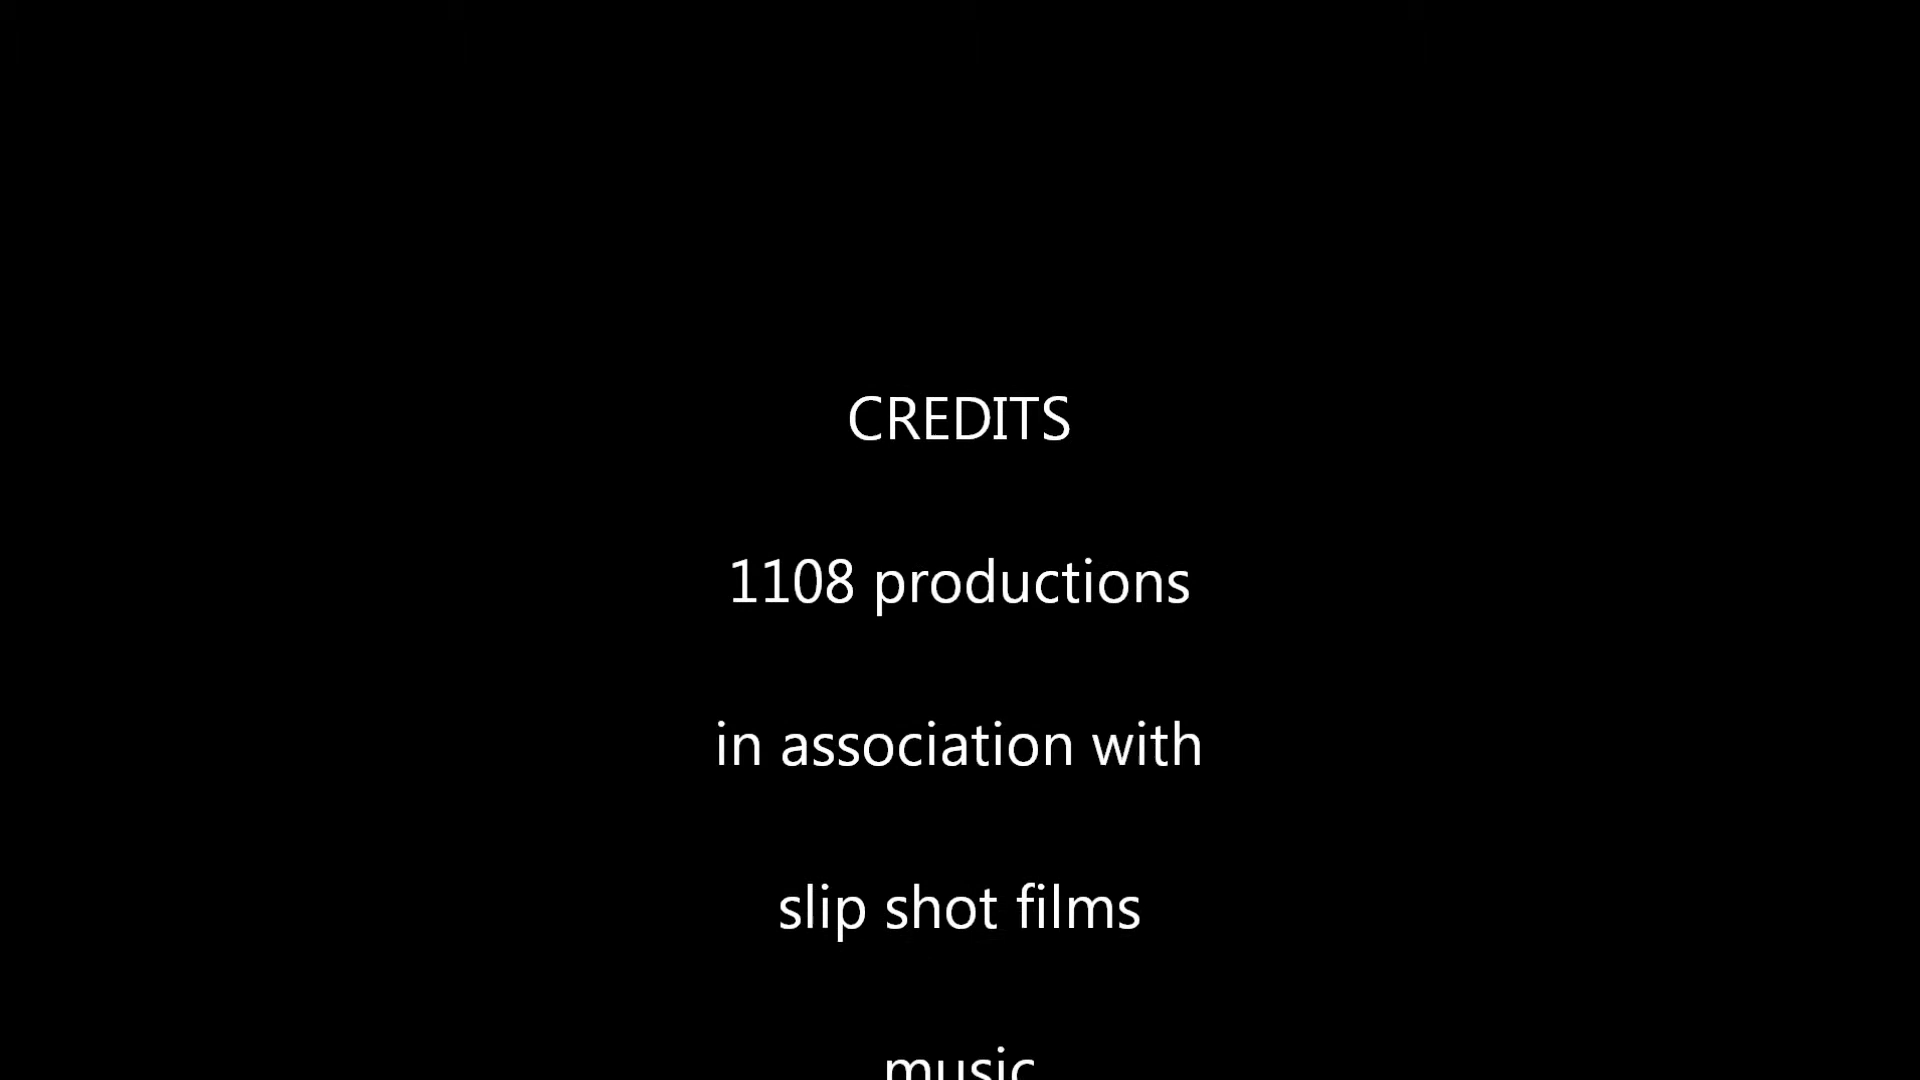 CREDITS
1108 productions
in association with
slip shot films
music